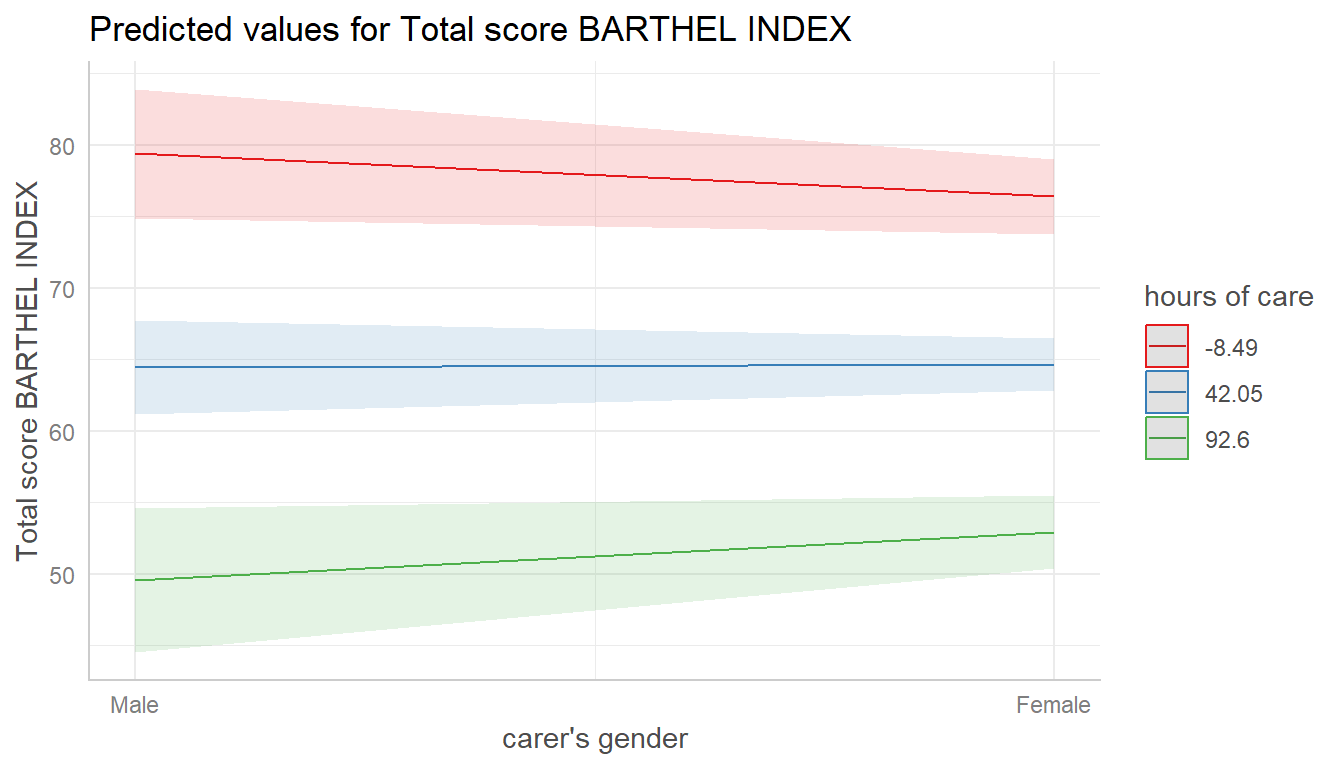 Predicted values for Total score BARTHEL INDEX
Total score BARTHEL INDEX
80
70
60
50
Male
Female
carer's gender
hours of care
-8.49
42.05
92.6